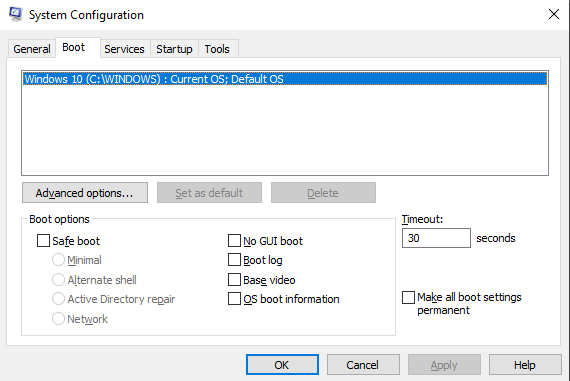 System Configuration
General Boot Services Startup Tools
Windows 10 (C:\WINDOWS) : Current OS; Default OS
Advanced options... Set as default Delete
Boot options
Timeout:
Safe boot No GUI boot 30 seconds
Minimal Boot log
Alternate shell Base video
Active Directory repair OS boot information Make all boot settings
permanent
Network
OK Cancel Apply Help